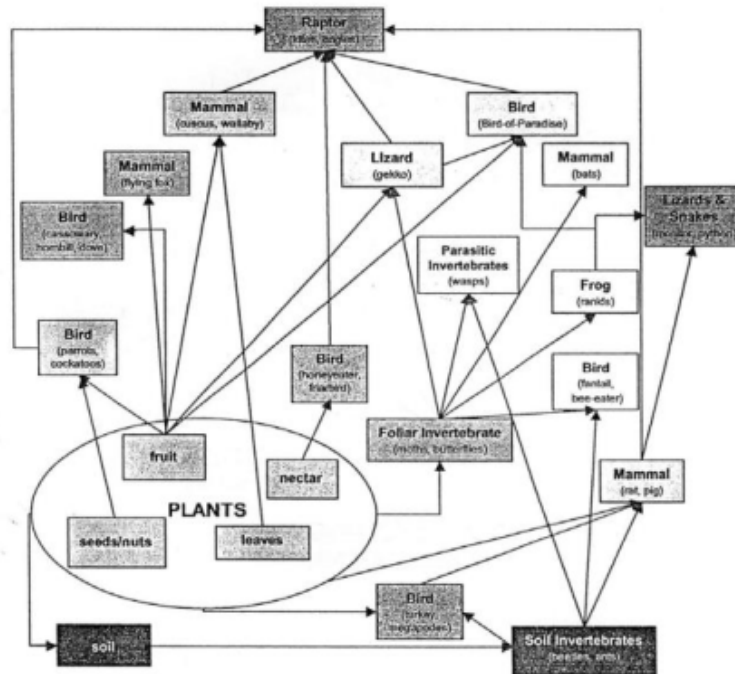 Raptor
(kites, eagles)
Mammal
(cuscus, wallaby)
Bird
(Bird-of-Paradise)
Mammal
(flying fox)
Lizard
(gekko)
Mammal
(bats)
Bird
(cassowary,
hornbill, dove)
Lizards &
Snakes
(monitor, python)
Parasitic
Invertebrates
(wasps)
Frog
(ranids)
Bird
(parrots,
cockatoos)
Bird
(honeyeater,
friarbird)
Bird
(fantail,
bee-eater)
Foliar Invertebrate
(moths, butterflies)
fruit
nectar
Mammal
(rat, pig)
PLANTS
seeds/nuts
leaves
Bird
(turkey,
megapodes)
soil
Soil Invertebrates
(beetles, ants)